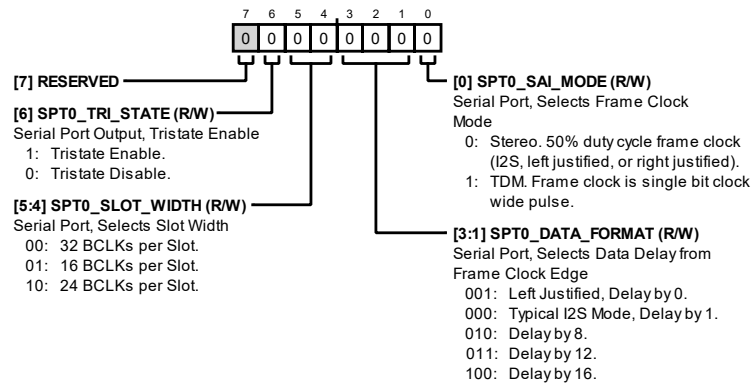 7 6 5 4 3 2 1 0
0 0 0 0 0 0 0 0
[7] RESERVED
[6] SPT0_TRI_STATE (R/W)
Serial Port Output, Tristate Enable
1: Tristate Enable.
0: Tristate Disable.
[5:4] SPT0_SLOT_WIDTH (R/W)
Serial Port, Selects Slot Width
00: 32 BCLKs per Slot.
01: 16 BCLKs per Slot.
10: 24 BCLKs per Slot.
[0] SPT0_SAI_MODE (R/W)
Serial Port, Selects Frame Clock
Mode
0: Stereo. 50% duty cycle frame clock
(I2S, left justified, or right justified).
1: TDM. Frame clock is single bit clock
wide pulse.
[3:1] SPT0_DATA_FORMAT (R/W)
Serial Port, Selects Data Delay from
Frame Clock Edge
001: Left Justified, Delay by 0.
000: Typical I2S Mode, Delay by 1.
010: Delay by 8.
011: Delay by 12.
100: Delay by 16.